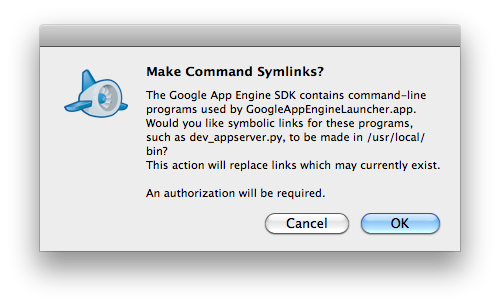 Make Command Symlinks?
The Google App Engine SDK contains command-line
programs used by GoogleAppEngineLauncher.app.
Would you like symbolic links for these programs,
such as dev_appserver.py, to be made in /usr/local/
bin?
This action will replace links which may currently exist.
An authorization will be required.
Cancel
OK